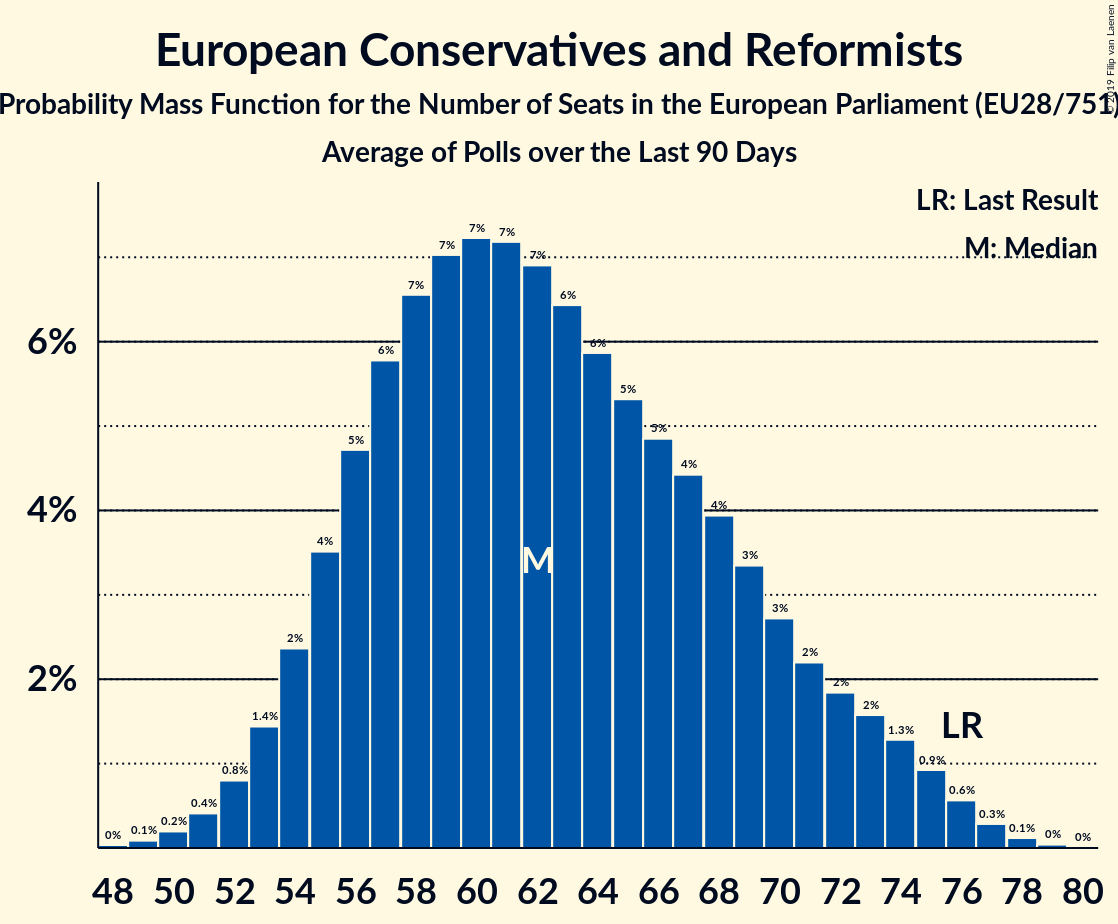 European Conservatives and Reformists
Probability Mass Function for the Number of Seats in the European Parliament (EU28/751)
Average of Polls over the Last 90 Days
© 2019 Filip van Laenen
LR: Last Result
M: Median
6%
4%
2%
0% 0.1% 0.2% 0.4% 0.8% 1.4% 2% 4% 5% 6% 7% 7% 7% 7% 7% 6% 6% 5% 5% 4% 4% 3% 3% 2% 2% 2% 1.3% 0.9% 0.6% 0.3% 0.1% 0% 0%
M
LR
48 50 52 54 56 58 60 62 64 66 68 70 72 74 76 78 80